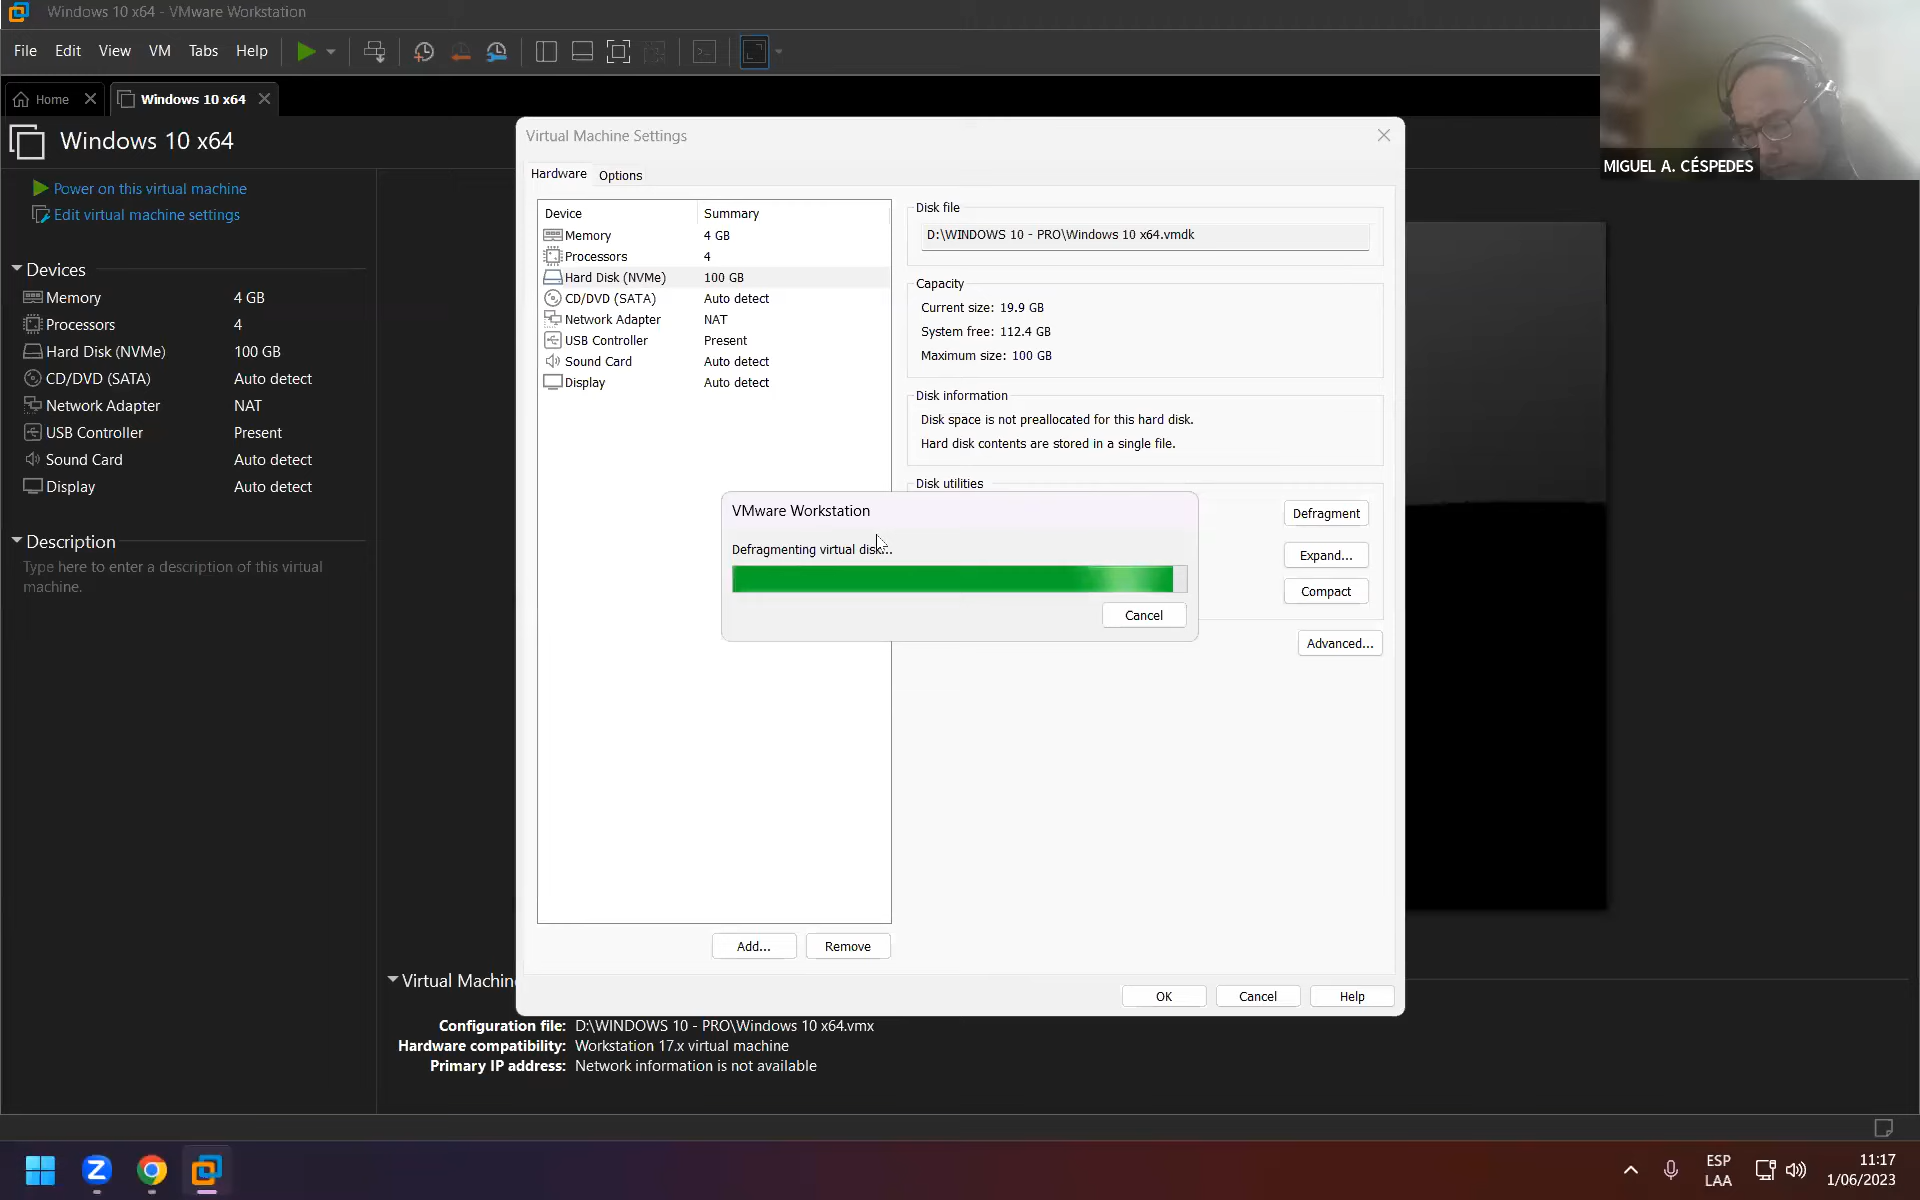 Windows 10 x64 - VMware Workstation
File Edit View VM Tabs Help
Home Windows 10 x64
Windows 10 x64
Power on this virtual machine
Edit virtual machine settings
Devices
Memory 4 GB
Processors 4
Hard Disk (NVMe) 100 GB
CD/DVD (SATA) Auto detect
Network Adapter NAT
USB Controller Present
Sound Card Auto detect
Display Auto detect
Description
Type here to enter a description of this virtual
machine.
Virtual Machine Settings
Hardware Options
Device Summary
Memory 4 GB
Processors 4
Hard Disk (NVMe) 100 GB
CD/DVD (SATA) Auto detect
Network Adapter NAT
USB Controller Present
Sound Card Auto detect
Display Auto detect
Add... Remove
Disk file
D:\WINDOWS 10 - PRO\Windows 10 x64.vmdk
Capacity
Current size: 19.9 GB
System free: 112.4 GB
Maximum size: 100 GB
Disk information
Disk space is not preallocated for this hard disk.
Hard disk contents are stored in a single file.
Disk utilities
Defragment
Expand...
Compact
Advanced...
VMware Workstation
Defragmenting virtual disk...
Cancel
OK Cancel Help
Virtual Machin
Configuration file: D:\WINDOWS 10 - PRO\Windows 10 x64.vmx
Hardware compatibility: Workstation 17.x virtual machine
Primary IP address: Network information is not available
MIGUEL A. CÉSPEDES
Z
ESP
LAA
11:17
1/06/2023